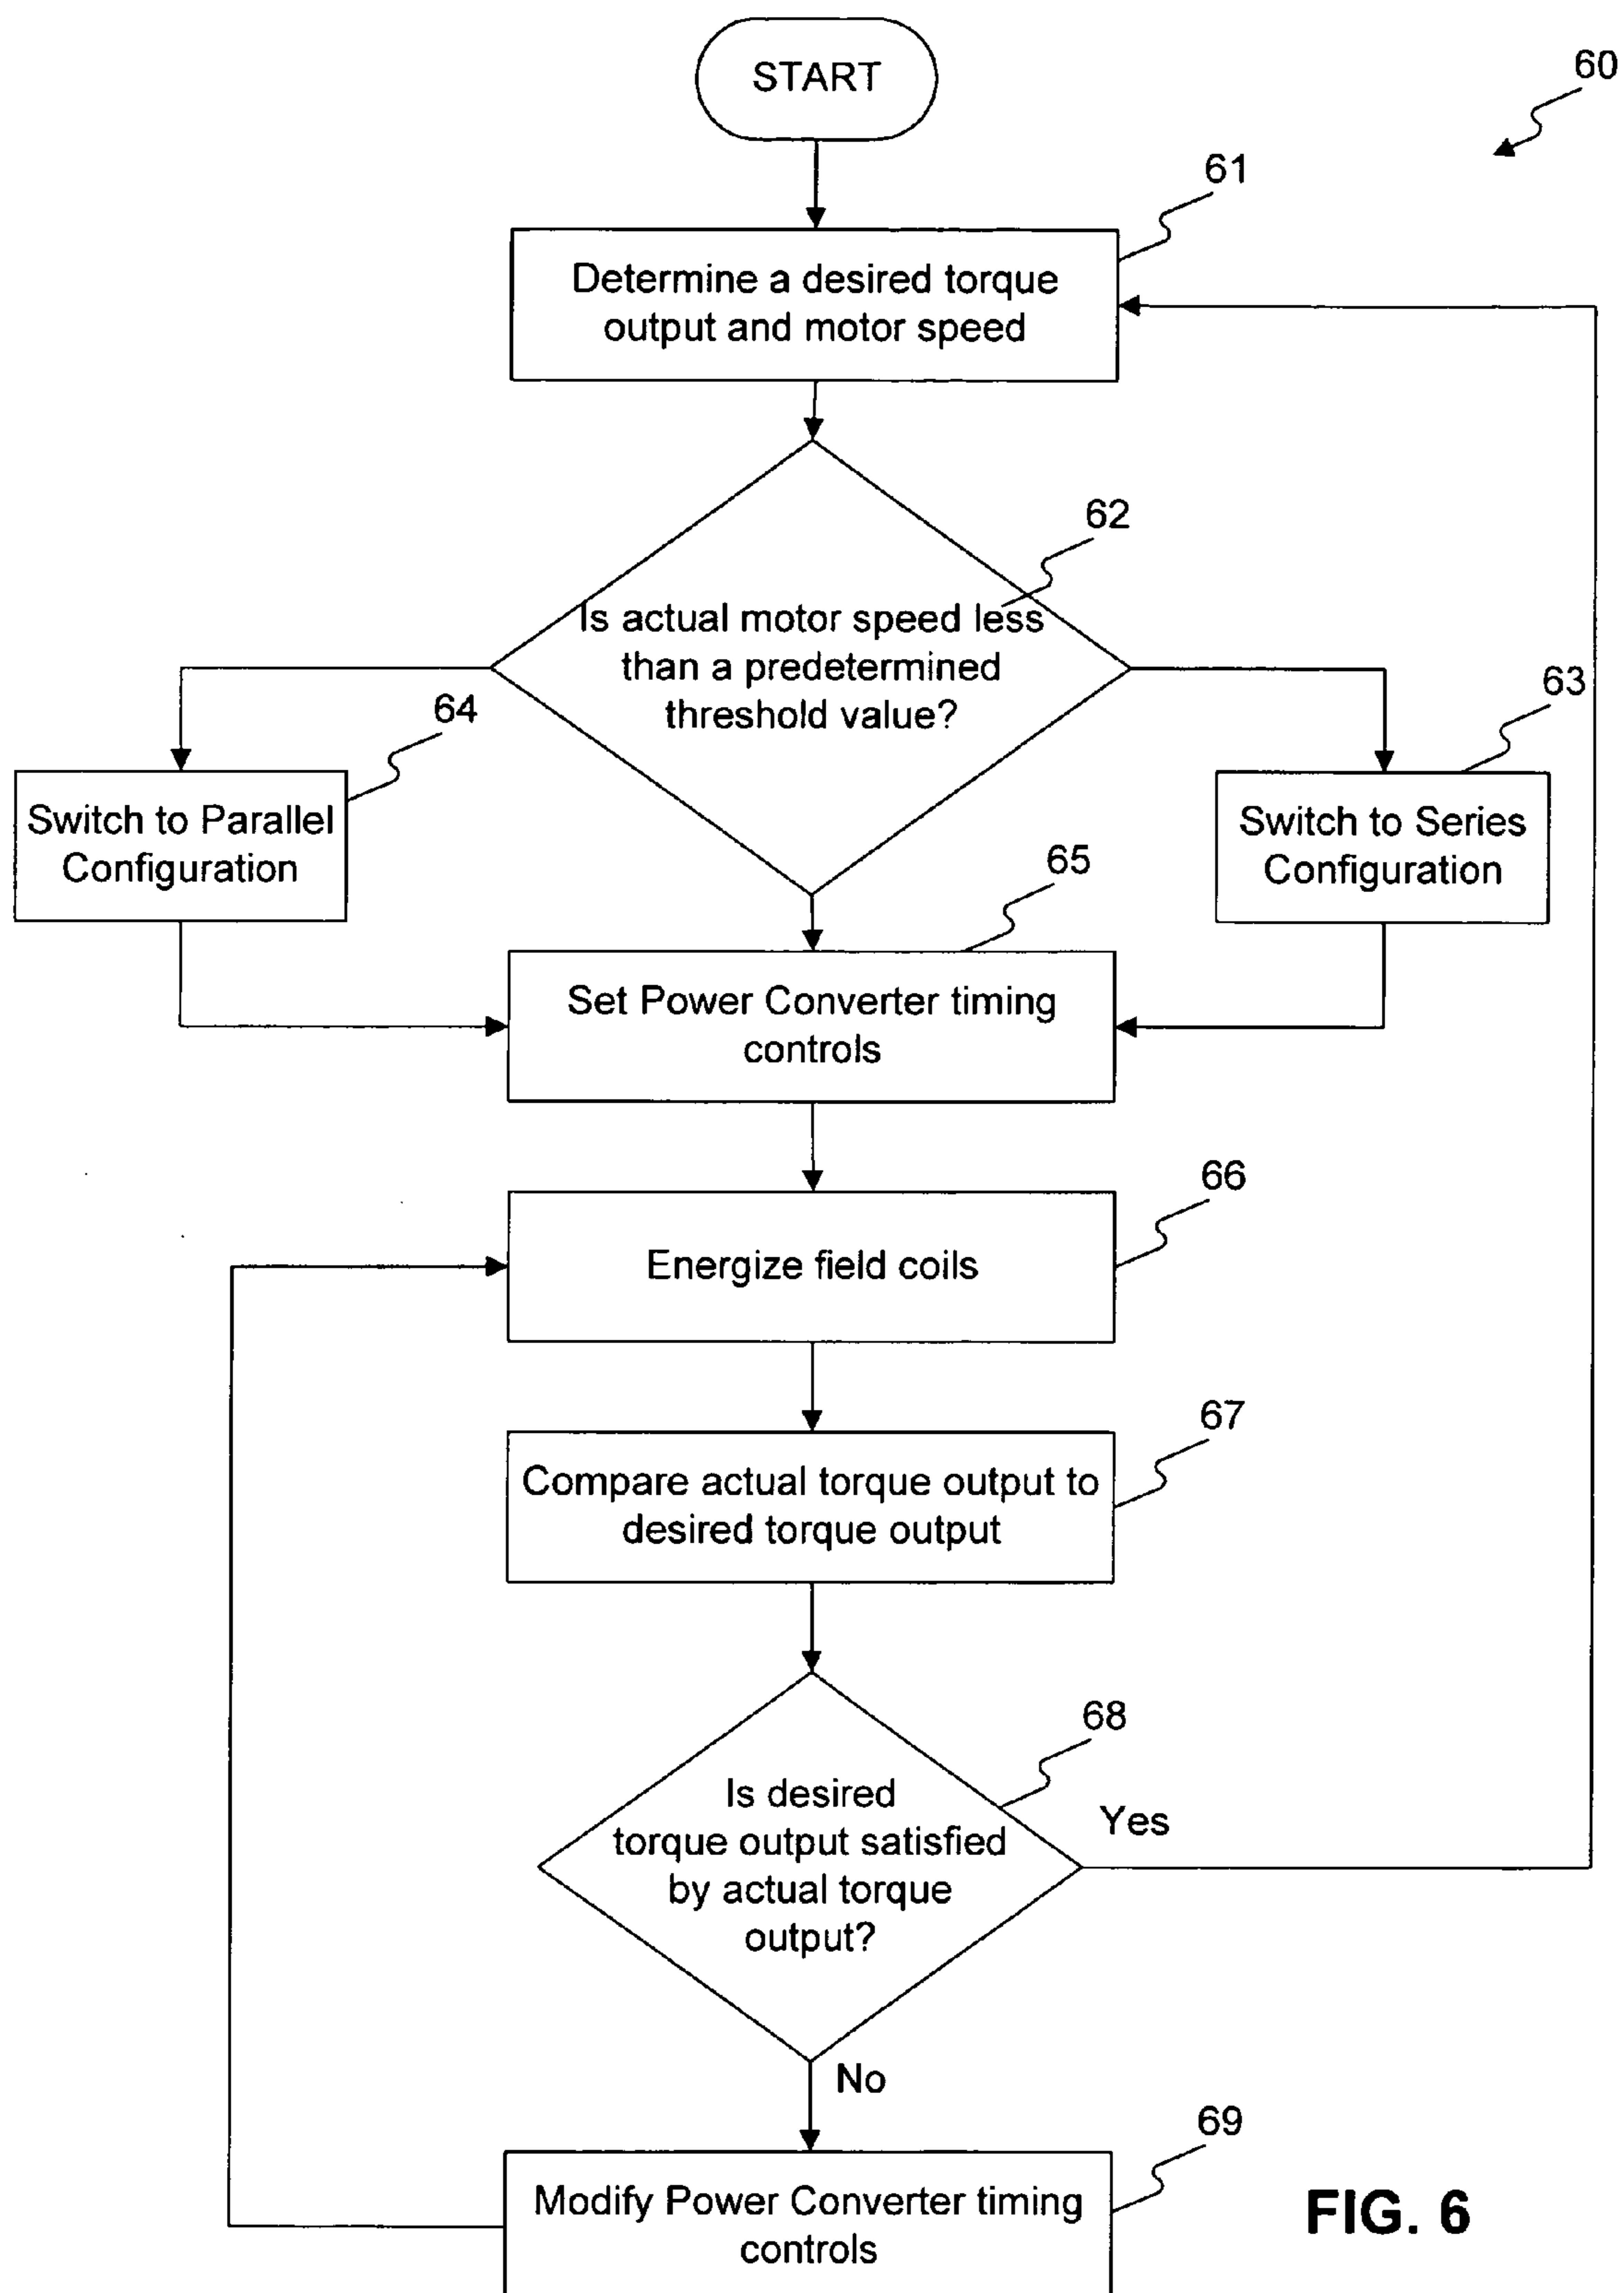 START
60
61
Determine a desired torque
output and motor speed
62
Is actual motor speed less
than a predetermined
threshold value?
63
64
Switch to Parallel
Configuration
Switch to Series
Configuration
65
Set Power Converter timing
controls
66
Energize field coils
67
Compare actual torque output to
desired torque output
68
Is desired
torque output satisfied
by actual torque
output?
Yes
No
69
Modify Power Converter timing
controls
FIG. 6